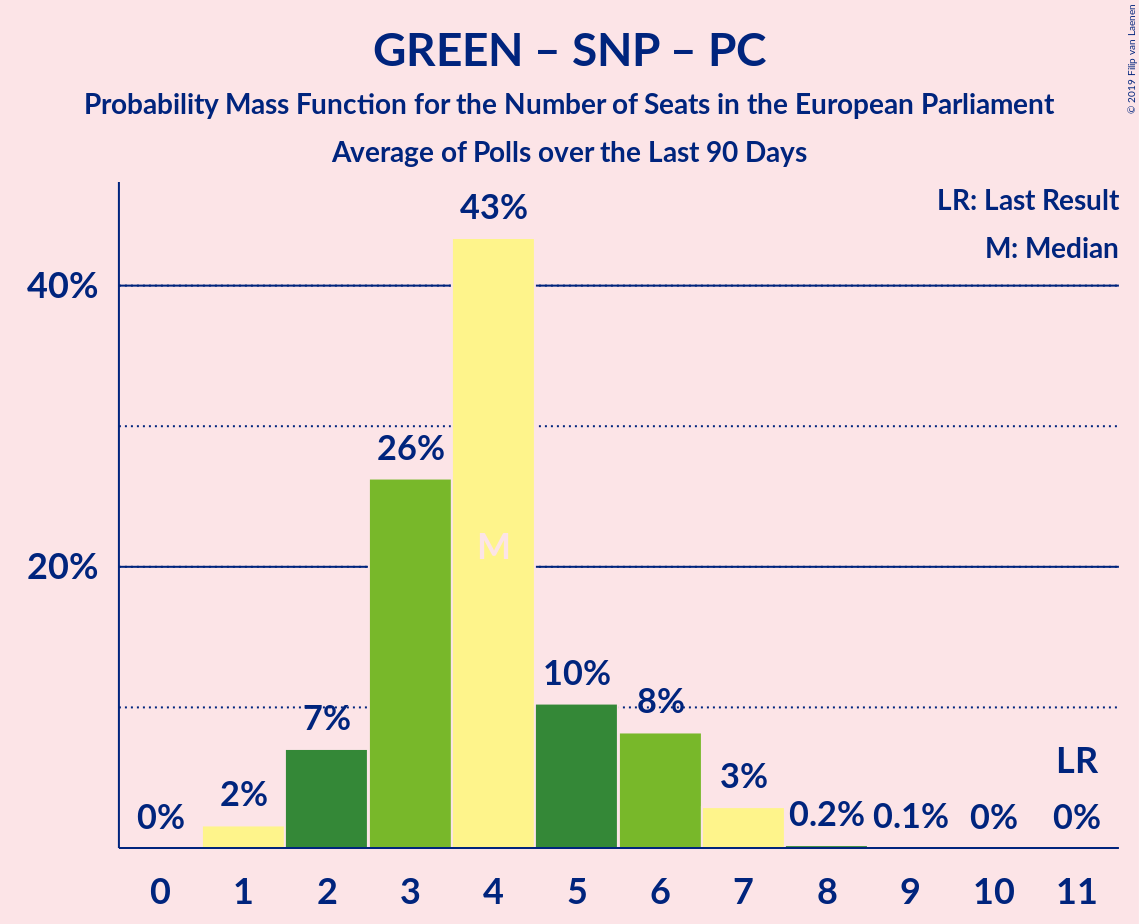 GREEN – SNP – PC
Probability Mass Function for the Number of Seats in the European Parliament
Average of Polls over the Last 90 Days
© 2019 Filip van Laenen
LR: Last Result
M: Median
40%
20%
0%
2%
7%
26%
43%
M
10%
8%
3%
0.2%
0.1%
0%
LR
0%
0 1 2 3 4 5 6 7 8 9 10 11